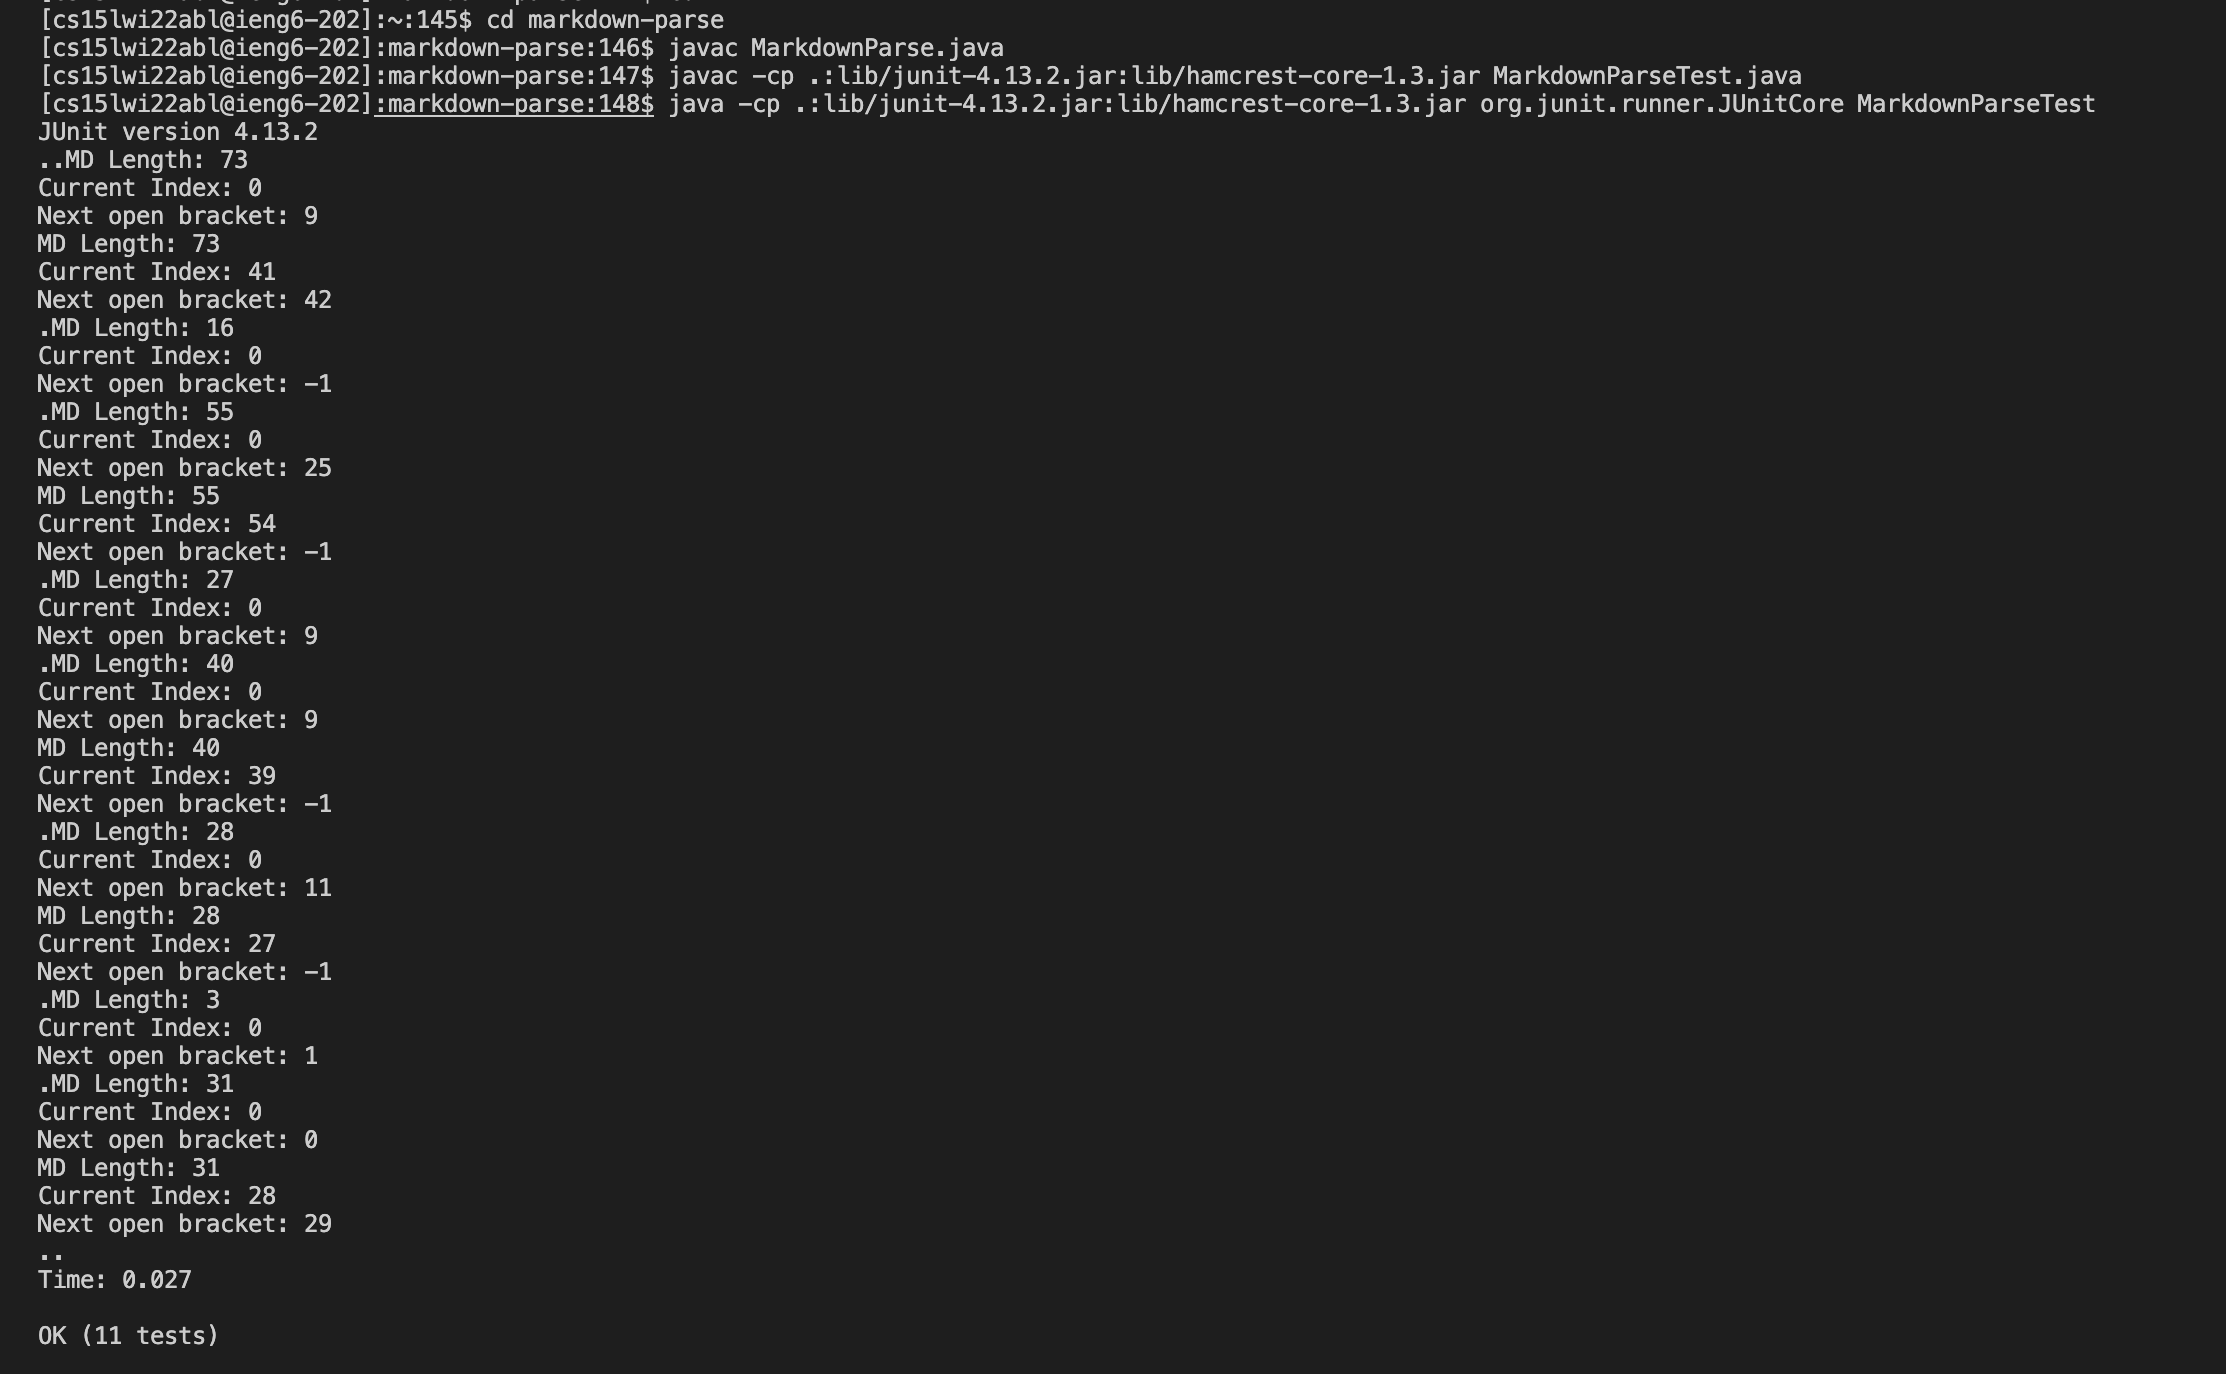 [cs15lwi22abl@ieng6-202]:~:145$ cd markdown-parse
[cs15lwi22abl@ieng6-202]:markdown-parse:146$ javac MarkdownParse.java
[cs15lwi22abl@ieng6-202]:markdown-parse:147$ javac -cp .:lib/junit-4.13.2.jar:lib/hamcrest-core-1.3.jar MarkdownParseTest.java
[cs15lwi22abl@ieng6-202]:markdown-parse:148$ java -cp .:lib/junit-4.13.2.jar:lib/hamcrest-core-1.3.jar org.junit.runner.JUnitCore MarkdownParseTest
JUnit version 4.13.2
..MD Length: 73
Current Index: 0
Next open bracket: 9
MD Length: 73
Current Index: 41
Next open bracket: 42
.MD Length: 16
Current Index: 0
Next open bracket: -1
.MD Length: 55
Current Index: 0
Next open bracket: 25
MD Length: 55
Current Index: 54
Next open bracket: -1
.MD Length: 27
Current Index: 0
Next open bracket: 9
.MD Length: 40
Current Index: 0
Next open bracket: 9
MD Length: 40
Current Index: 39
Next open bracket: -1
.MD Length: 28
Current Index: 0
Next open bracket: 11
MD Length: 28
Current Index: 27
Next open bracket: -1
.MD Length: 3
Current Index: 0
Next open bracket: 1
.MD Length: 31
Current Index: 0
Next open bracket: 0
MD Length: 31
Current Index: 28
Next open bracket: 29
..
Time: 0.027
OK (11 tests)